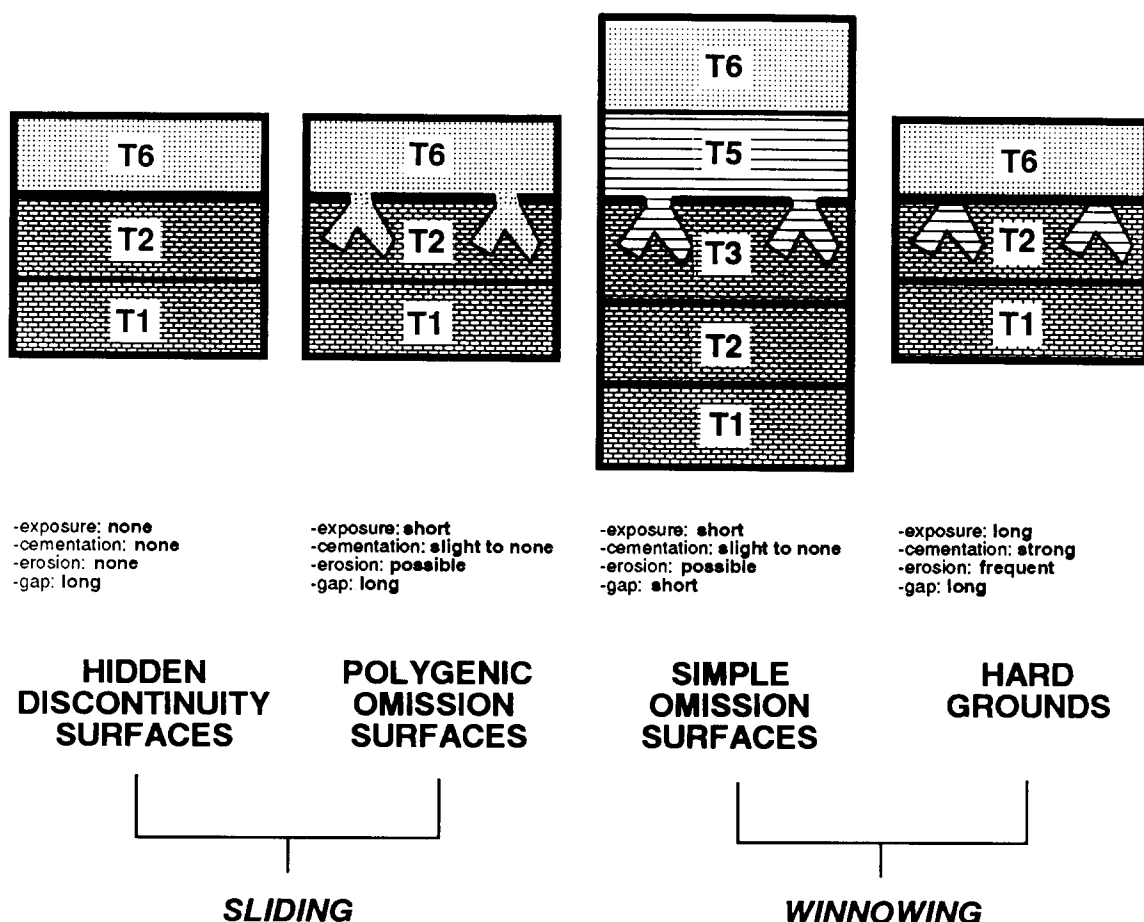 T6
T2
T1
T6
T2
T1
T6
T5
T3
T2
T1
T6
T2
T1
-exposure: none
-cementation: none
-erosion: none
-gap: long
-exposure: short
-cementation: slight to none
-erosion: possible
-gap: long
-exposure: short
-cementation: slight to none
-erosion: possible
-gap: short
-exposure: long
-cementation: strong
-erosion: frequent
-gap: long
HIDDEN
DISCONTINUITY
SURFACES
POLYGENIC
OMISSION
SURFACES
SIMPLE
OMISSION
SURFACES
HARD
GROUNDS
SLIDING
WINNOWING